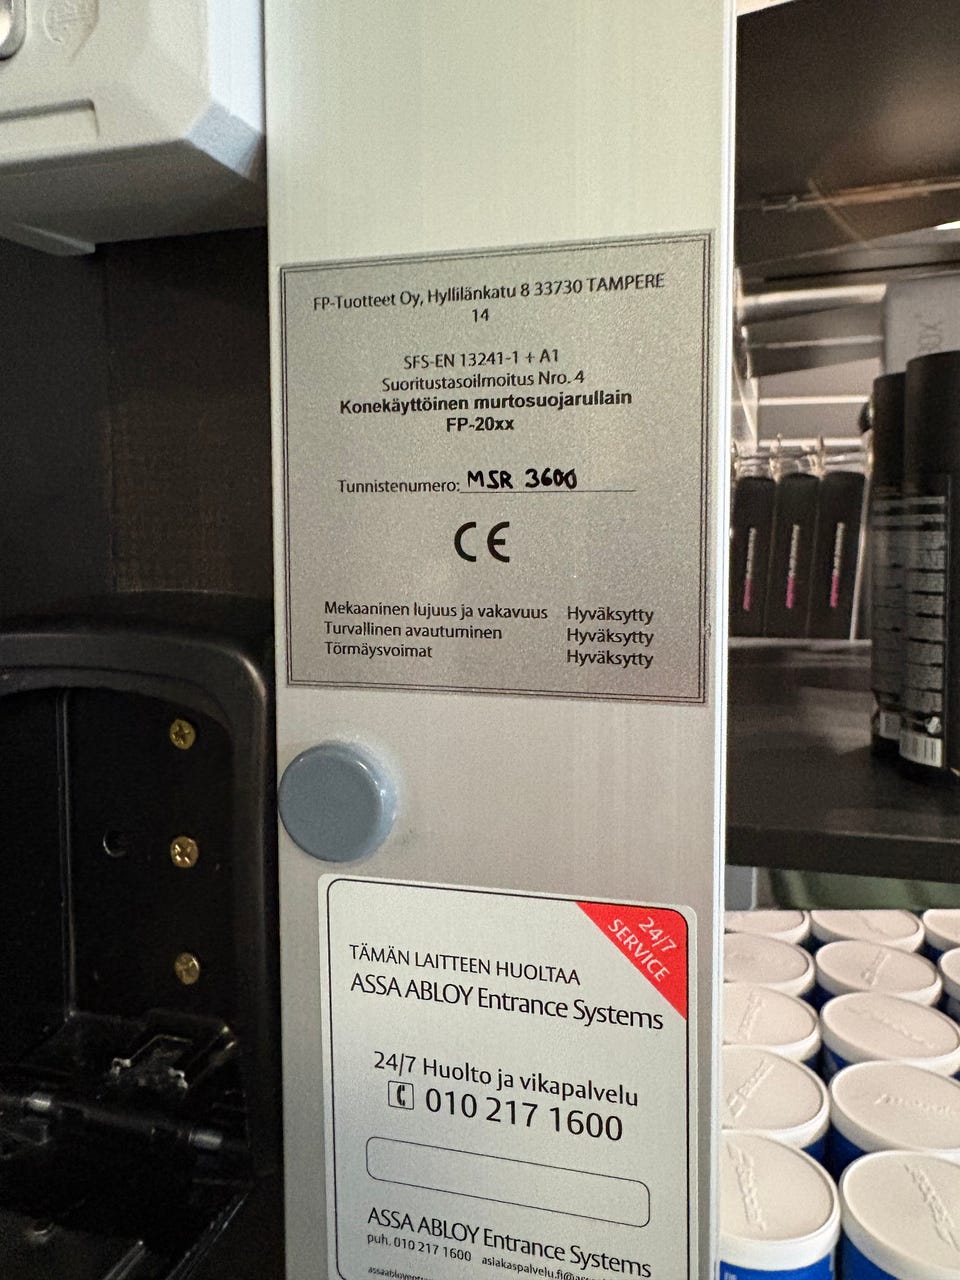 FP-Tuotteet Oy, Hyllilänkatu 8 33730 TAMPERE
14
SFS-EN 13241-1 + A1
Suoritustasoilmoitus Nro. 4
Konekäyttöinen murtosuojarullain
FP-20xx
Tunnistenumero: MSR 3600
CE
Mekaaninen lujuus ja vakavuus Hyväksytty
Turvallinen avautuminen Hyväksytty
Törmäysvoimat Hyväksytty
24/7
SERVICE
TÄMÄN LAITTEEN HUOLTAA
ASSA ABLOY Entrance Systems
24/7 Huolto ja vikapalvelu
010 217 1600
ASSA ABLOY Entrance Systems
puh. 010 217 1600 asiakaspalvelu.fi@